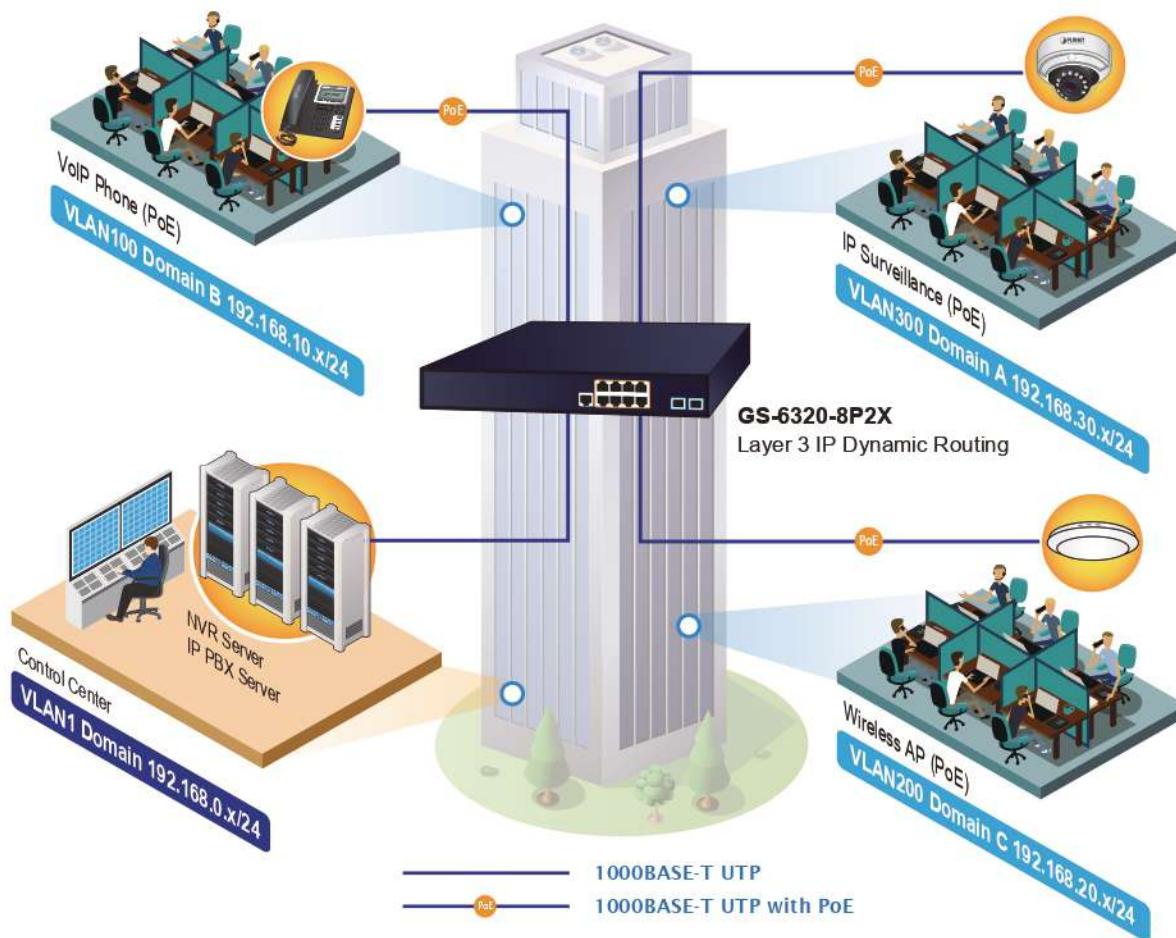 PoE
VoIP Phone (PoE)
VLAN100 Domain B 192.168.10.x/24
PoE
PLANET
IP Surveillance (PoE)
VLAN300 Domain A 192.168.30.x/24
GS-6320-8P2X
Layer 3 IP Dynamic Routing
NVR Server
IP PBX Server
Control Center
VLAN1 Domain 192.168.0.x/24
PoE
Wireless AP (PoE)
VLAN200 Domain C 192.168.20.x/24
1000BASE-T UTP
PoE
1000BASE-T UTP with PoE